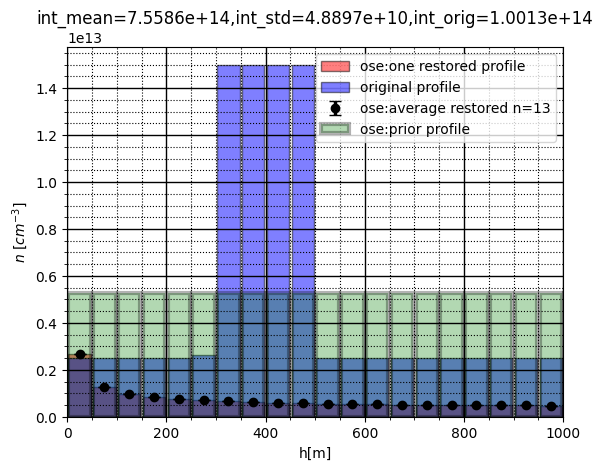 int_mean=7.5586e+14,int_std=4.8897e+10,int_orig=1.0013e+14
1e13
ose:one restored profile
original profile
ose:average restored n=13
ose:prior profile
1.4
1.2
1.0
0.8
0.6
0.4
0.2
0.0
n [cm⁻³]
0 200 400 600 800 1000
h[m]